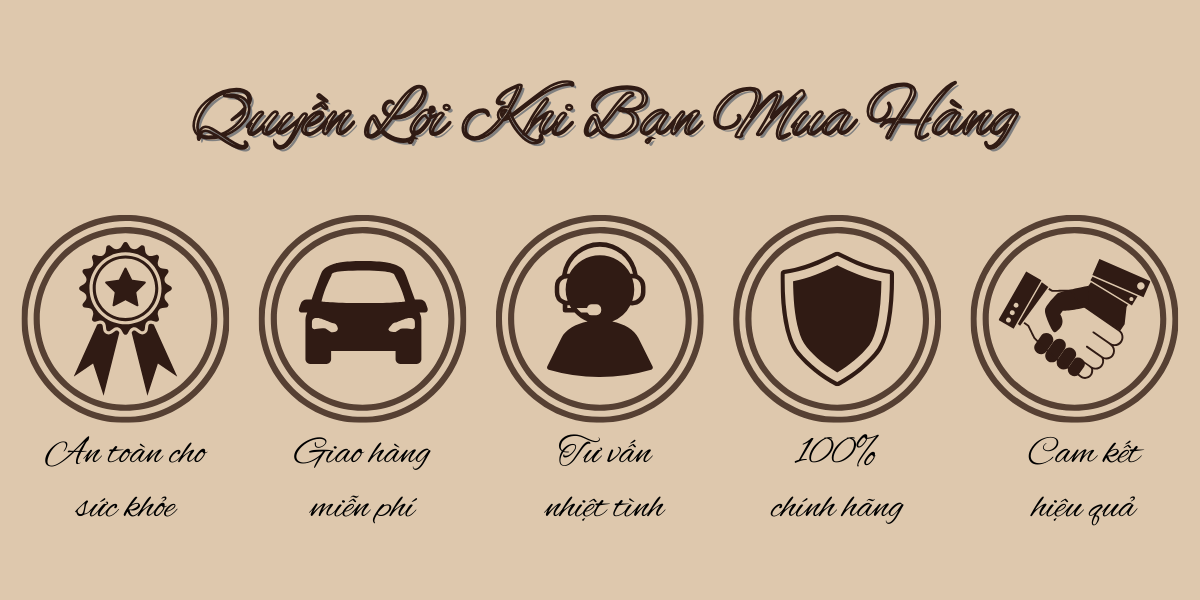 Quyền Lợi Khi Bạn Mua Hàng
An toàn cho
sức khỏe
Giao hàng
miễn phí
Tư vấn
nhiệt tình
100%
chính hãng
Cam kết
hiệu quả